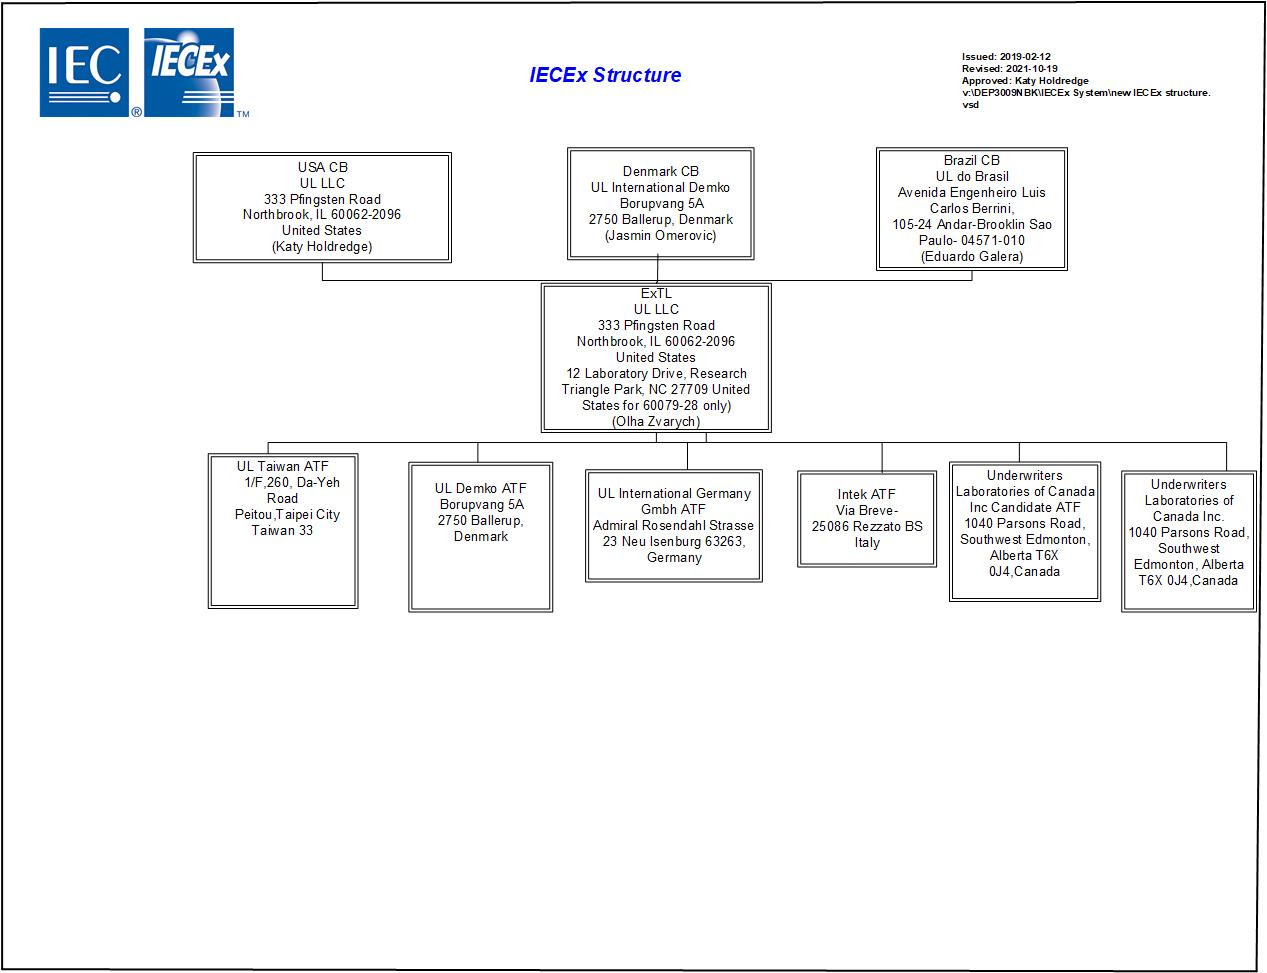 IEC
IECEx
®
TM
IECEx Structure
Issued: 2019-02-12
Revised: 2021-10-19
Approved: Katy Holdredge
v:\DEP3009NBK\IECEx System\new IECEx structure.
vsd
USA CB
UL LLC
333 Pfingsten Road
Northbrook, IL 60062-2096
United States
(Katy Holdredge)
Denmark CB
UL International Demko
Borupvang 5A
2750 Ballerup, Denmark
(Jasmin Omerovic)
Brazil CB
UL do Brasil
Avenida Engenheiro Luis
Carlos Berrini,
105-24 Andar-Brooklin Sao
Paulo- 04571-010
(Eduardo Galera)
ExTL
UL LLC
333 Pfingsten Road
Northbrook, IL 60062-2096
United States
12 Laboratory Drive, Research
Triangle Park, NC 27709 United
States for 60079-28 only)
(Olha Zvarych)
UL Taiwan ATF
1/F,260, Da-Yeh
Road
Peitou,Taipei City
Taiwan 33
UL Demko ATF
Borupvang 5A
2750 Ballerup,
Denmark
UL International Germany
Gmbh ATF
Admiral Rosendahl Strasse
23 Neu Isenburg 63263,
Germany
Intek ATF
Via Breve-
25086 Rezzato BS
Italy
Underwriters
Laboratories of Canada
Inc Candidate ATF
1040 Parsons Road,
Southwest Edmonton,
Alberta T6X
0J4,Canada
Underwriters
Laboratories of
Canada Inc.
1040 Parsons Road,
Southwest
Edmonton, Alberta
T6X 0J4,Canada